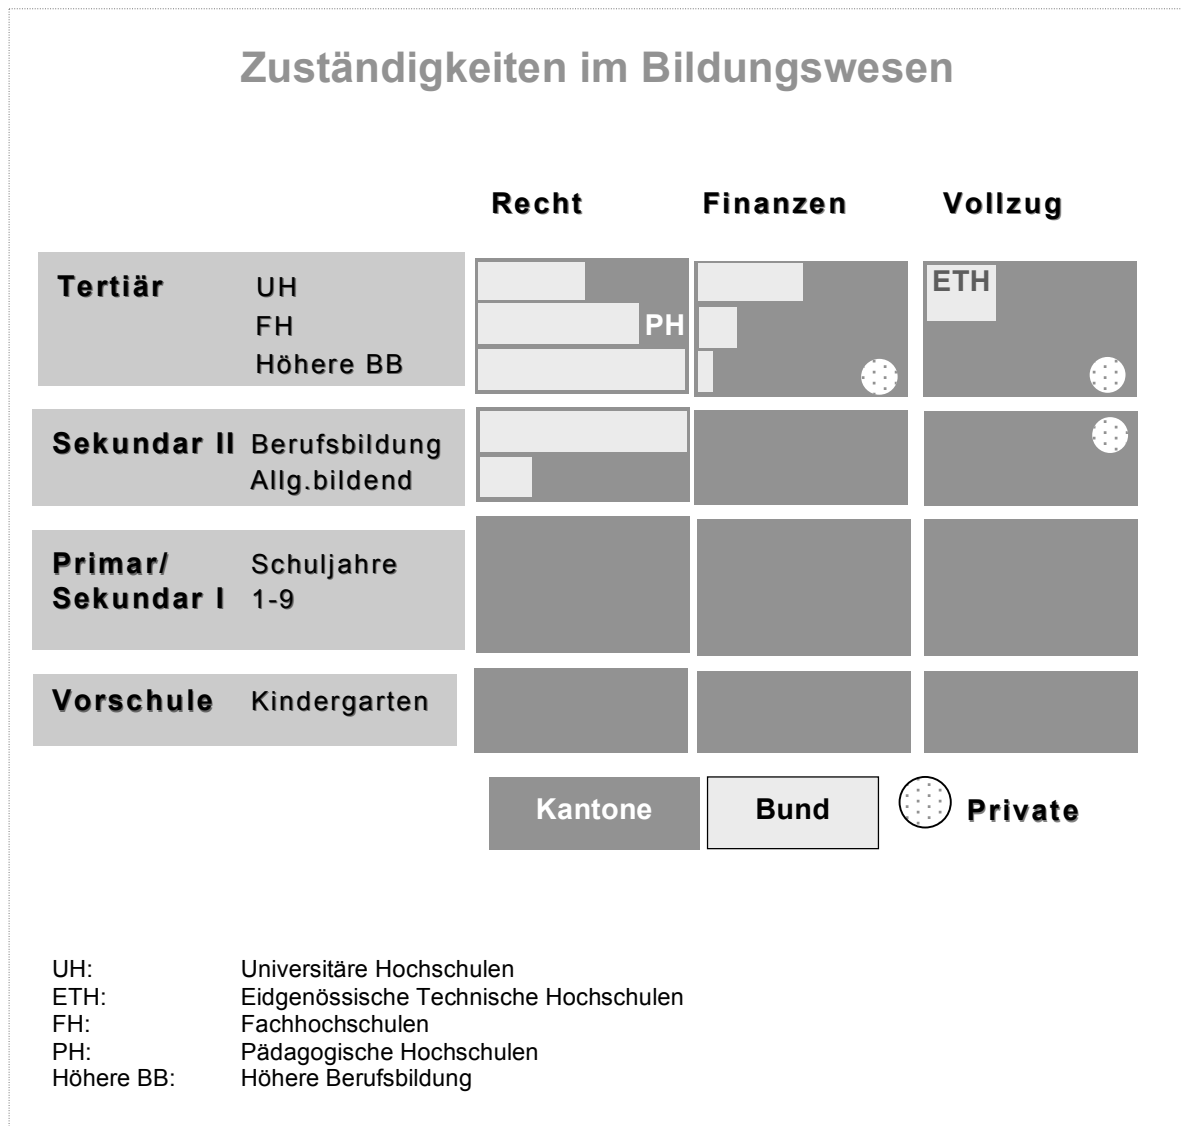 Zuständigkeiten im Bildungswesen
Recht Finanzen Vollzug
Tertiär UH
FH
Höhere BB
PH
ETH
Sekundar II Berufsbildung
Allg.bildend
Primar/ Schuljahre
Sekundar I 1-9
Vorschule Kindergarten
Kantone Bund Private
UH: Universitäre Hochschulen
ETH: Eidgenössische Technische Hochschulen
FH: Fachhochschulen
PH: Pädagogische Hochschulen
Höhere BB: Höhere Berufsbildung